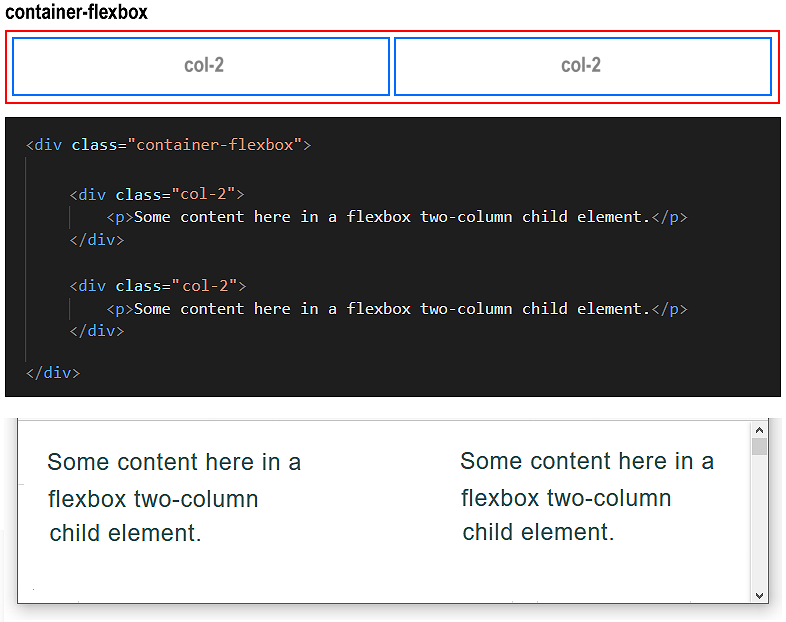 container-flexbox
col-2 col-2
<div class="container-flexbox">
<div class="col-2">
<p>Some content here in a flexbox two-column child element.</p>
</div>
<div class="col-2">
<p>Some content here in a flexbox two-column child element.</p>
</div>
</div>
Some content here in a
flexbox two-column
child element.
Some content here in a
flexbox two-column
child element.